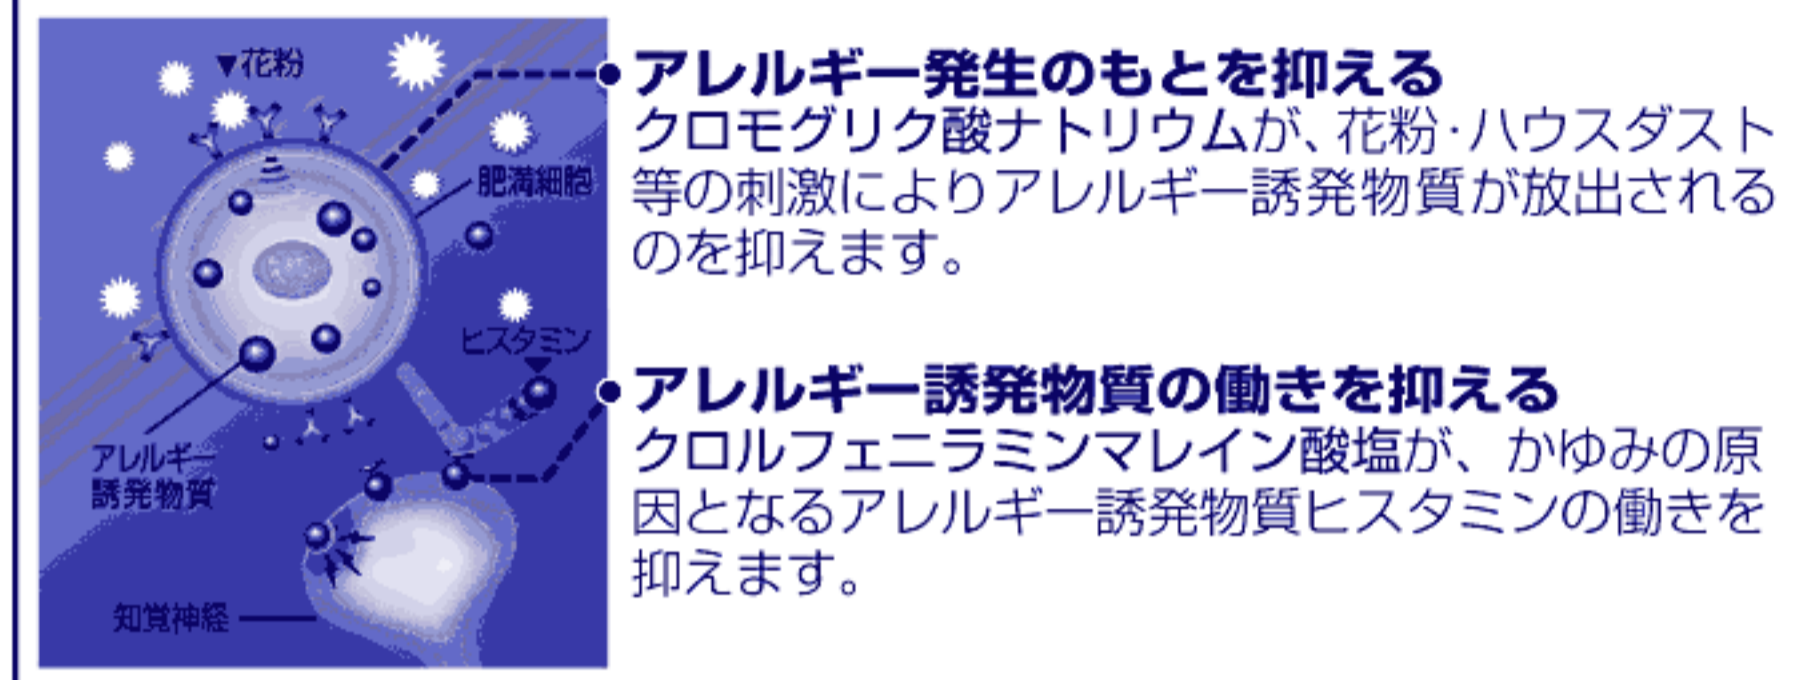 ▼花粉
肥満細胞
ヒスタミン
▼
アレルギー
誘発物質
知覚神経
アレルギー発生のもとを抑える
クロモグリク酸ナトリウムが、花粉·ハウスダスト
等の刺激によりアレルギー誘発物質が放出される
のを抑えます。
アレルギー誘発物質の働きを抑える
クロルフェニラミンマレイン酸塩が、かゆみの原
因となるアレルギー誘発物質ヒスタミンの働きを
抑えます。